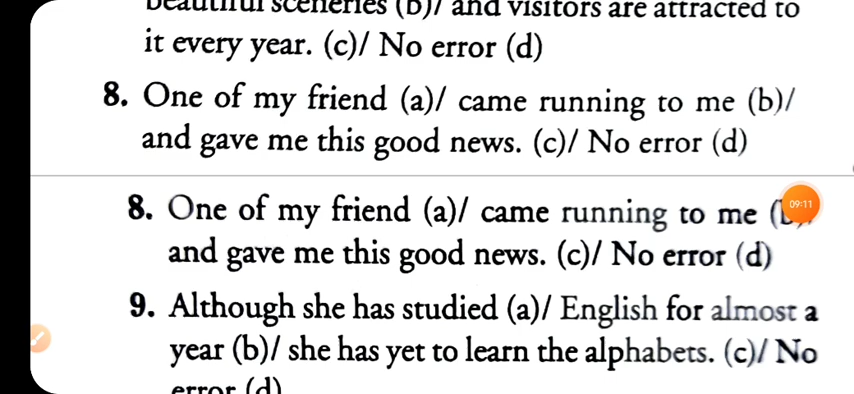 beautiful sceneries (b)/ and visitors are attracted to
it every year. (c)/ No error (d)
8. One of my friend (a)/ came running to me (b)/
and gave me this good news. (c)/ No error (d)
8. One of my friend (a)/ came running to me (
09:11
and gave me this good news. (c)/ No error (d)
9. Although she has studied (a)/ English for almost a
year (b)/ she has yet to learn the alphabets. (c)/ No
error (d)